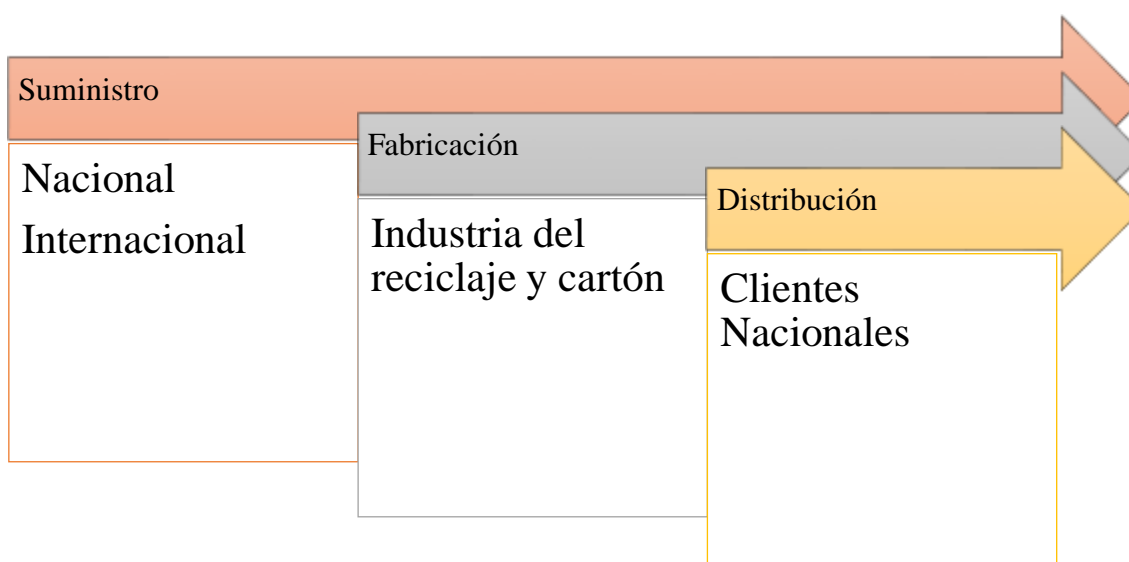 Suministro
Nacional
Internacional
Fabricación
Industria del
reciclaje y cartón
Distribución
Clientes
Nacionales